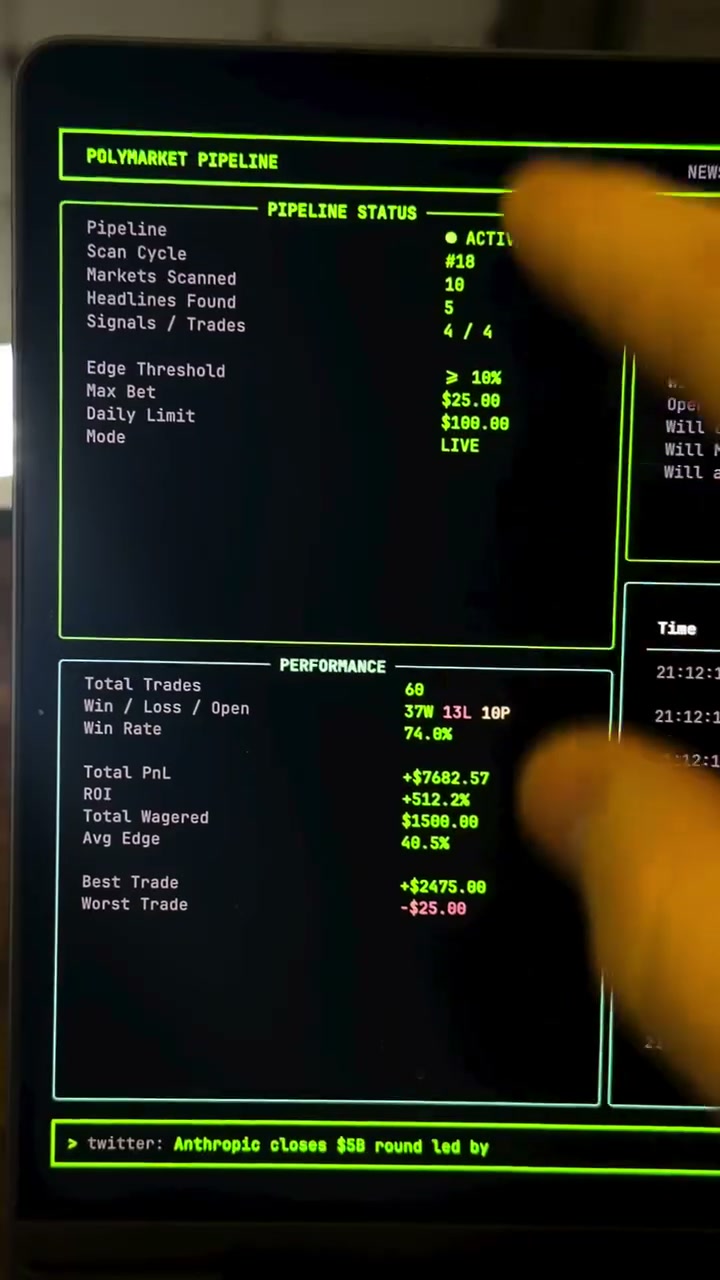 POLYMARKET PIPELINE
PIPELINE STATUS
Pipeline ● ACTIV
Scan Cycle #18
Markets Scanned 10
Headlines Found 5
Signals / Trades 4 / 4
Edge Threshold ⩾ 10%
Max Bet $25.00
Daily Limit $100.00
Mode LIVE
Will
Will
Will
PERFORMANCE
Total Trades 60
Win / Loss / Open 37W 13L 10P
Win Rate 74.0%
Total PnL +$7682.57
ROI +512.2%
Total Wagered $1500.00
Avg Edge 40.5%
Best Trade +$2475.00
Worst Trade -$25.00
Time
21:12:1
21:12:1
> twitter: Anthropic closes $5B round led by